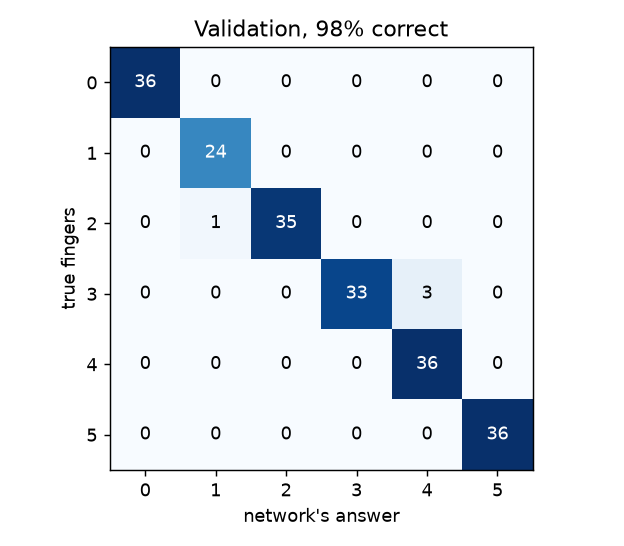 Validation, 98% correct
0 36 0 0 0 0 0
1 0 24 0 0 0 0
2 0 1 35 0 0 0
3 0 0 0 33 3 0
4 0 0 0 0 36 0
5 0 0 0 0 0 36
0 1 2 3 4 5
true fingers
network's answer